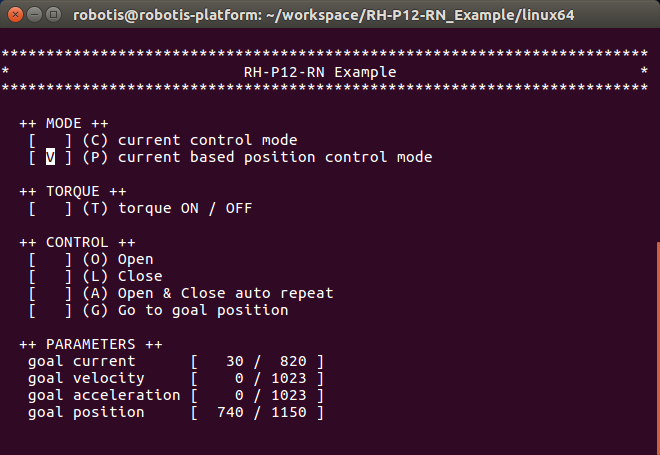 robotis@robotis-platform: ~/workspace/RH-P12-RN_Example/linux64
************************************************************************
* RH-P12-RN Example *
************************************************************************
++ MODE ++
[   ] (C) current control mode
[ V ] (P) current based position control mode
++ TORQUE ++
[   ] (T) torque ON / OFF
++ CONTROL ++
[   ] (O) Open
[   ] (L) Close
[   ] (A) Open & Close auto repeat
[   ] (G) Go to goal position
++ PARAMETERS ++
goal current      [   30 /  820 ]
goal velocity     [    0 / 1023 ]
goal acceleration [    0 / 1023 ]
goal position     [  740 / 1150 ]